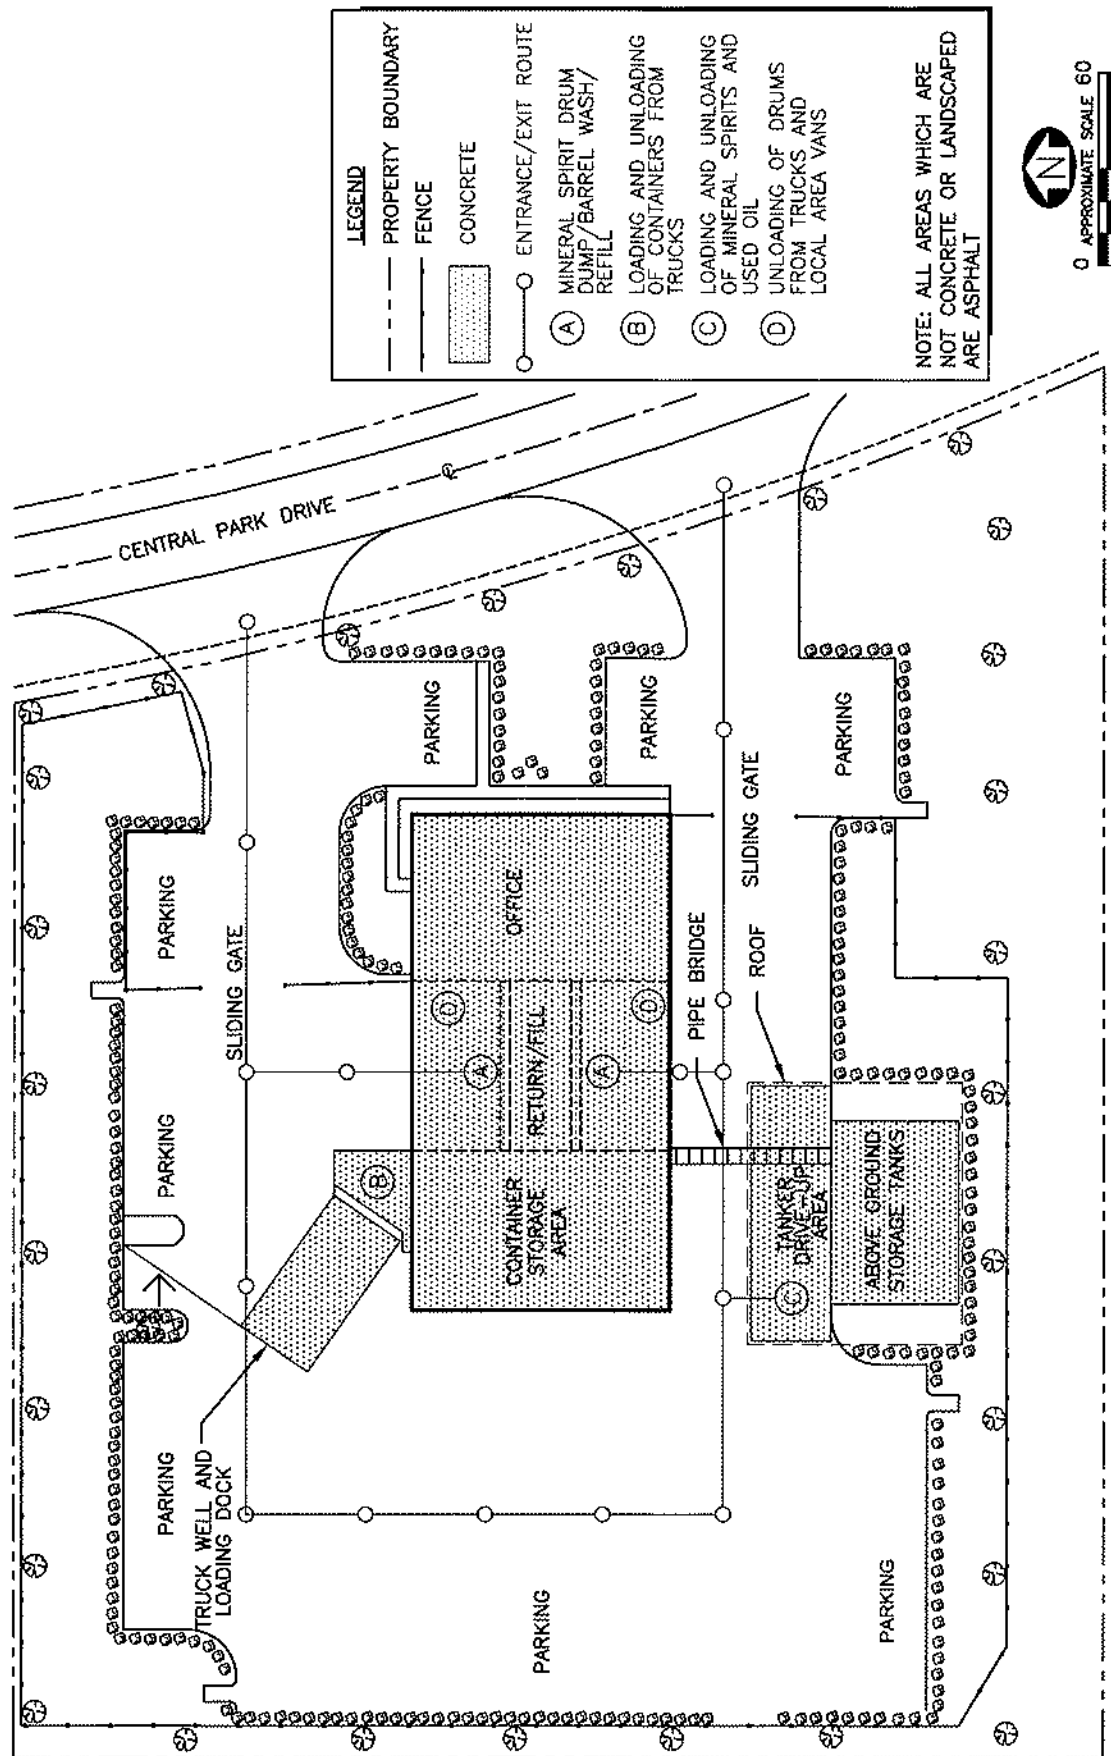 LEGEND
PROPERTY BOUNDARY
FENCE
CONCRETE
ENTRANCE/EXIT ROUTE
A MINERAL SPIRIT DRUM
DUMP/BARREL WASH/
REFILL
B LOADING AND UNLOADING
OF CONTAINERS FROM
TRUCKS
C LOADING AND UNLOADING
OF MINERAL SPIRITS AND
USED OIL
D UNLOADING OF DRUMS
FROM TRUCKS AND
LOCAL AREA VANS
NOTE: ALL AREAS WHICH ARE
NOT CONCRETE OR LANDSCAPED
ARE ASPHALT
N
0 APPROXIMATE SCALE 60
CENTRAL PARK DRIVE
PARKING
PARKING
PARKING
PARKING
SLIDING GATE
PARKING
PARKING
TRUCK WELL AND
LOADING DOCK
OFFICE
D
D
RETURN/FILL
A
A
B
CONTAINER
STORAGE
AREA
PIPE BRIDGE
ROOF
SLIDING GATE
TANKER
DRIVE-UP
AREA
C
ABOVE GROUND
STORAGE TANKS
PARKING
PARKING